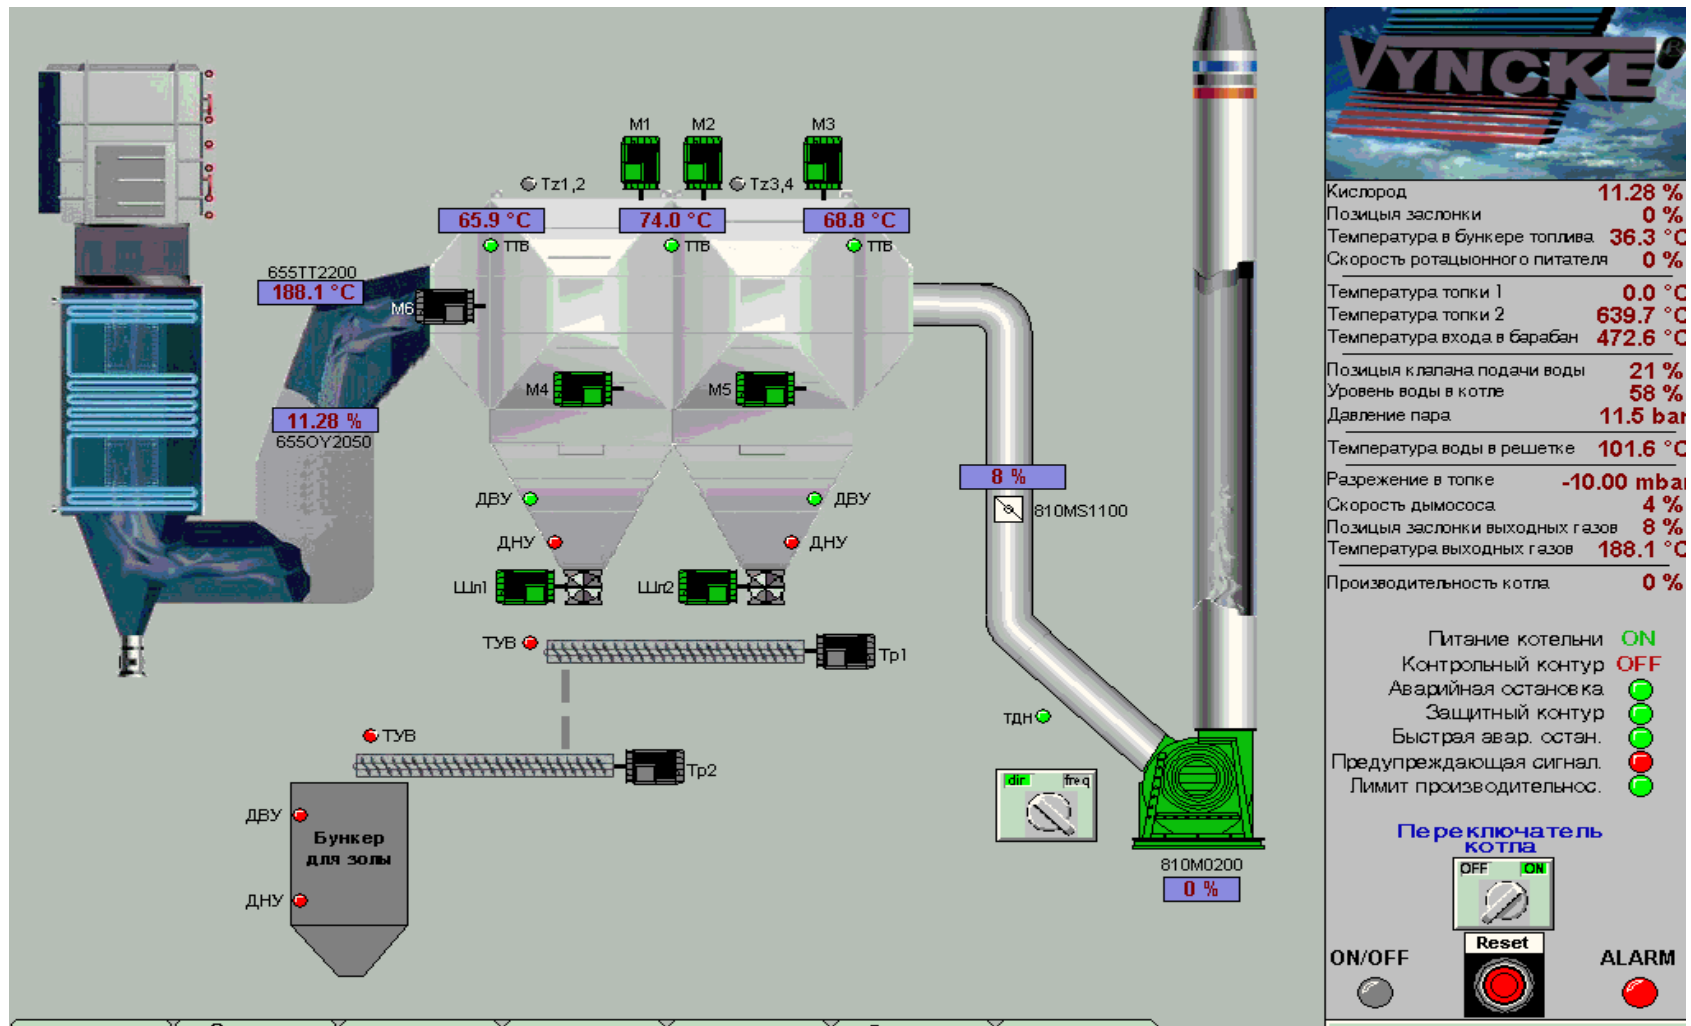 VYNCKE®
M1 M2 M3
Tz1,2 Tz3,4
65.9 °C 74.0 °C 68.8 °C
ТТВ ТТВ ТТВ
655TT2200
188.1 °C
M6
M4 M5
11.28 %
655OY2050
ДВУ ДВУ
8 %
810MS1100
ДНУ ДНУ
Шл1 Шл2
ТУВ Тр1
ТДН
ТУВ
Тр2
dir freq
ДВУ
Бункер
для золы
ДНУ
810M0200
0 %
Кислород 11.28 %
Позицыя заслонки 0 %
Температура в бункере топлива 36.3 °C
Скорость ротацыонного питателя 0 %
Температура топки 1 0.0 °C
Температура топки 2 639.7 °C
Температура входа в барабан 472.6 °C
Позицыя клапана подачи воды 21 %
Уровень воды в котле 58 %
Давление пара 11.5 bar
Температура воды в решетке 101.6 °C
Разрежение в топке -10.00 mbar
Скорость дымососа 4 %
Позицыя заслонки выходных газов 8 %
Температура выходных газов 188.1 °C
Производительность котла 0 %
Питание котельни ON
Контрольный контур OFF
Аварийная остановка
Защитный контур
Быстрая авар. остан.
Предупреждающая сигнал.
Лимит производительнос.
Переключатель
котла
OFF ON
Reset
ON/OFF ALARM